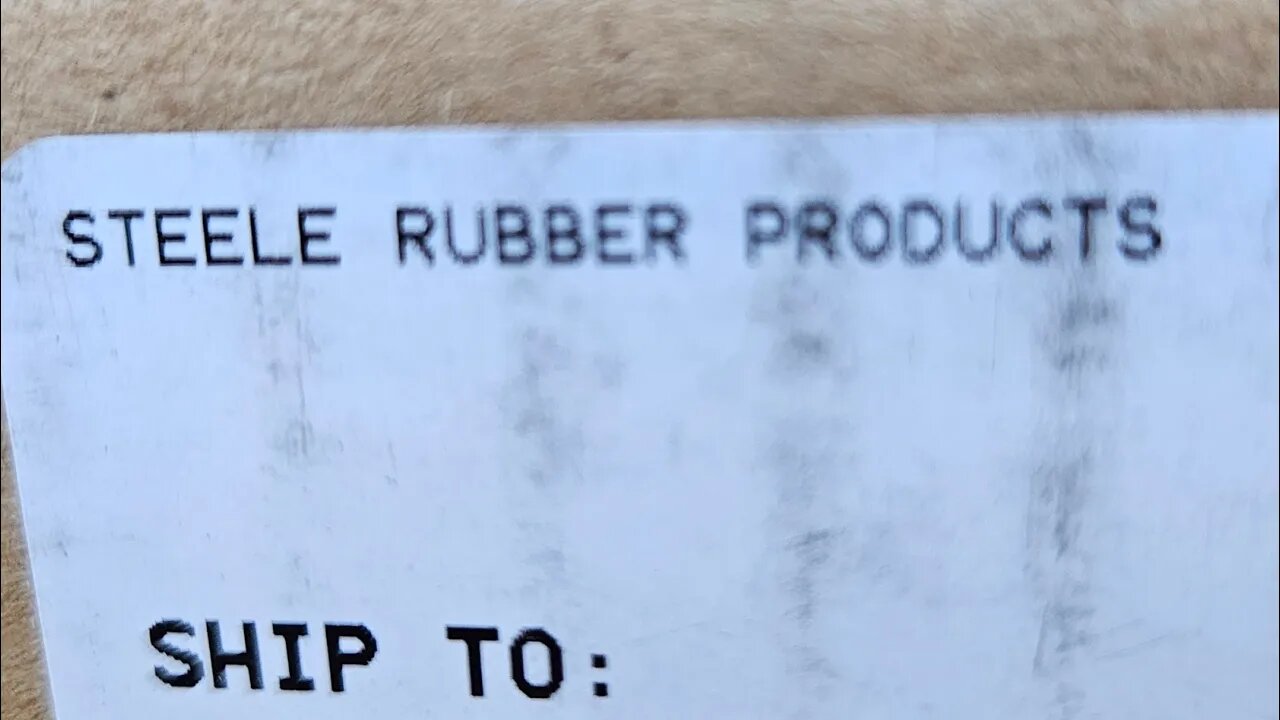 STEELE RUBBER PRODUCTS
SHIP TO: